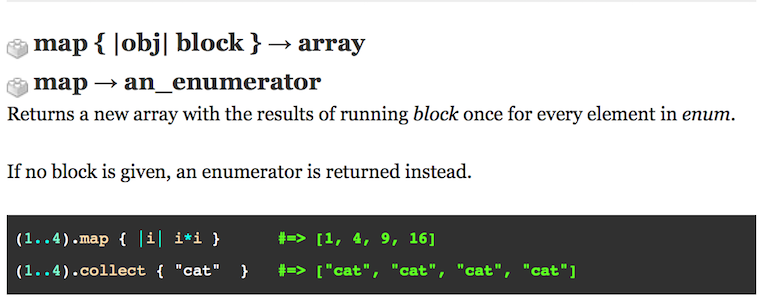 map { |obj| block } → array
map → an_enumerator
Returns a new array with the results of running block once for every element in enum.
If no block is given, an enumerator is returned instead.
(1..4).map { |i| i*i }      #=> [1, 4, 9, 16]
(1..4).collect { "cat"  }   #=> ["cat", "cat", "cat", "cat"]